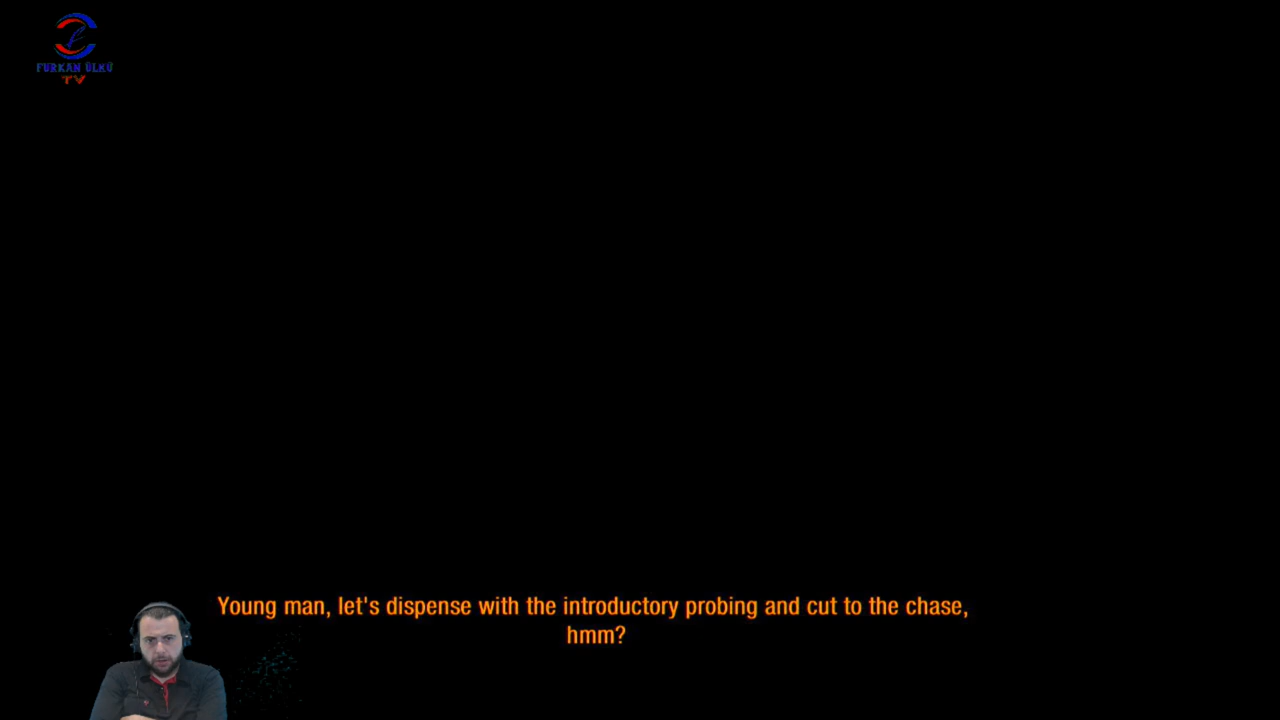 FURKAN ÜLKÜ
TV
Young man, let's dispense with the introductory probing and cut to the chase,
hmm?